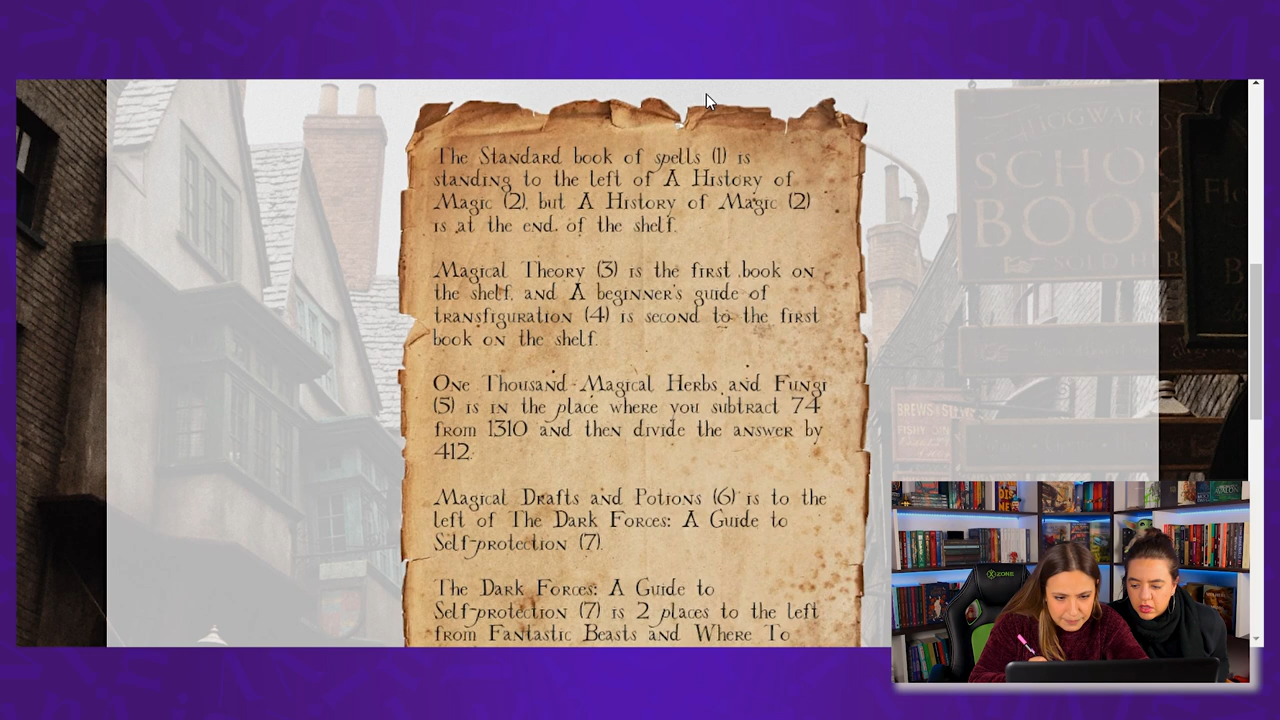 The Standard book of spells (1) is
standing to the left of A History of
Magic (2), but A History of Magic (2)
is at the end of the shelf.
Magical Theory (3) is the first book on
the shelf, and A beginner's guide of
transfiguration (4) is second to the first
book on the shelf.
One Thousand Magical Herbs and Fungi
(5) is in the place where you subtract 74
from 1310 and then divide the answer by
412.
Magical Drafts and Potions (6) is to the
left of The Dark Forces: A Guide to
Self-protection (7).
The Dark Forces: A Guide to
Self-protection (7) is 2 places to the left
from Fantastic Beasts and Where To
HOGWARTS
SCHO
BOOK
SOLD HER
BREWS & STEW
XZONE